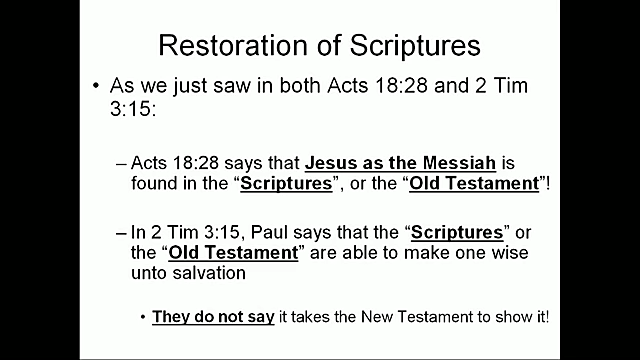 Restoration of Scriptures
• As we just saw in both Acts 18:28 and 2 Tim
3:15:
– Acts 18:28 says that Jesus as the Messiah is
found in the “Scriptures”, or the “Old Testament”!
– In 2 Tim 3:15, Paul says that the “Scriptures” or
the “Old Testament” are able to make one wise
unto salvation
• They do not say it takes the New Testament to show it!